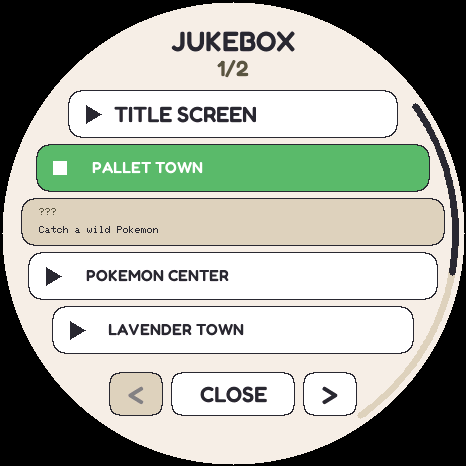 JUKEBOX
1/2
TITLE SCREEN
PALLET TOWN
???
Catch a wild Pokemon
POKEMON CENTER
LAVENDER TOWN
< CLOSE >